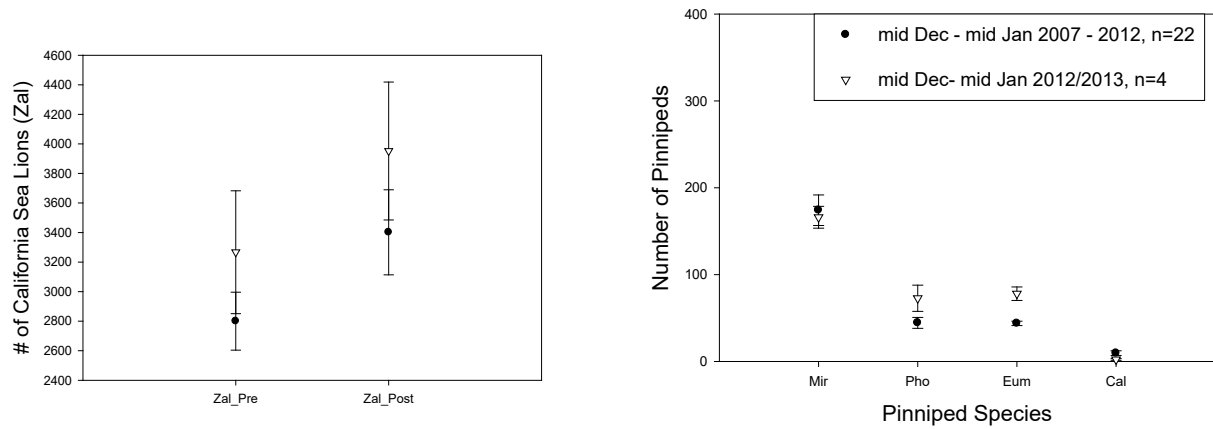 # of California Sea Lions (Zal)
4600
4400
4200
4000
3800
3600
3400
3200
3000
2800
2600
2400
Zal_Pre Zal_Post
Number of Pinnipeds
400
300
200
100
0
mid Dec - mid Jan 2007 - 2012, n=22
mid Dec- mid Jan 2012/2013, n=4
Mir Pho Eum Cal
Pinniped Species